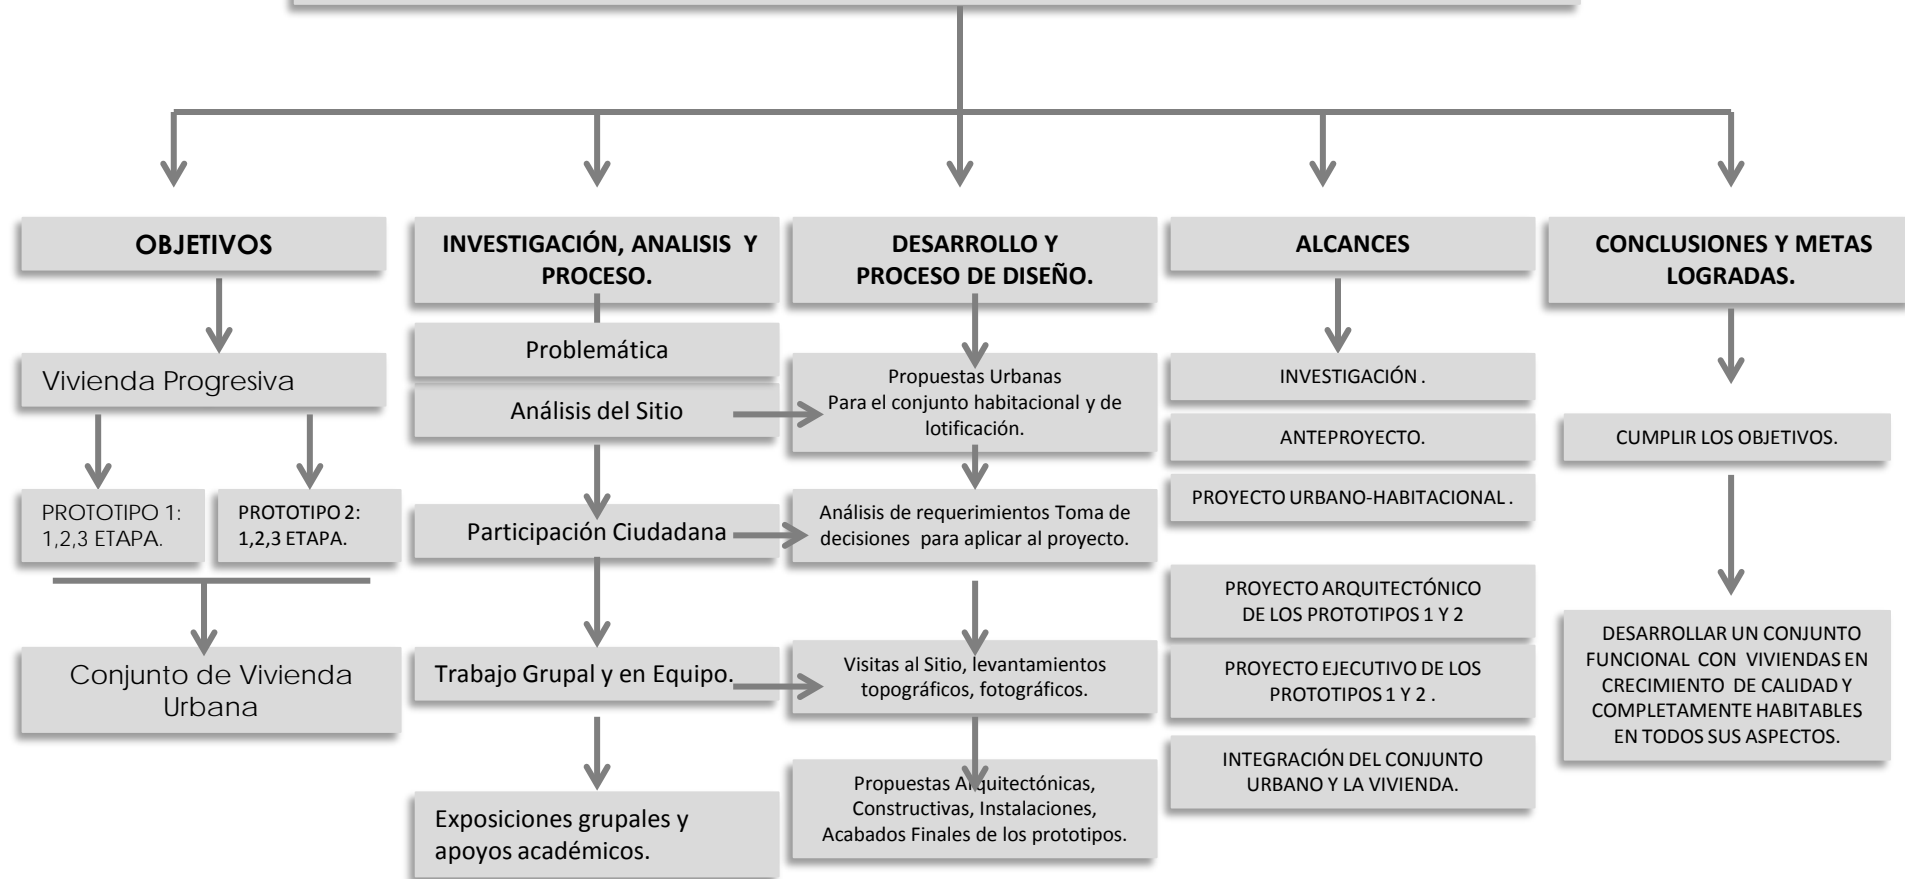 OBJETIVOS
Vivienda Progresiva
PROTOTIPO 1:
1,2,3 ETAPA.
PROTOTIPO 2:
1,2,3 ETAPA.
Conjunto de Vivienda
Urbana
INVESTIGACIÓN, ANALISIS Y
PROCESO.
Problemática
Análisis del Sitio
Participación Ciudadana
Trabajo Grupal y en Equipo.
Exposiciones grupales y
apoyos académicos.
DESARROLLO Y
PROCESO DE DISEÑO.
Propuestas Urbanas
Para el conjunto habitacional y de
lotificación.
Análisis de requerimientos Toma de
decisiones para aplicar al proyecto.
Visitas al Sitio, levantamientos
topográficos, fotográficos.
Propuestas Arquitectónicas,
Constructivas, Instalaciones,
Acabados Finales de los prototipos.
ALCANCES
INVESTIGACIÓN .
ANTEPROYECTO.
PROYECTO URBANO-HABITACIONAL .
PROYECTO ARQUITECTÓNICO
DE LOS PROTOTIPOS 1 Y 2
PROYECTO EJECUTIVO DE LOS
PROTOTIPOS 1 Y 2 .
INTEGRACIÓN DEL CONJUNTO
URBANO Y LA VIVIENDA.
CONCLUSIONES Y METAS
LOGRADAS.
CUMPLIR LOS OBJETIVOS.
DESARROLLAR UN CONJUNTO
FUNCIONAL CON VIVIENDAS EN
CRECIMIENTO DE CALIDAD Y
COMPLETAMENTE HABITABLES
EN TODOS SUS ASPECTOS.